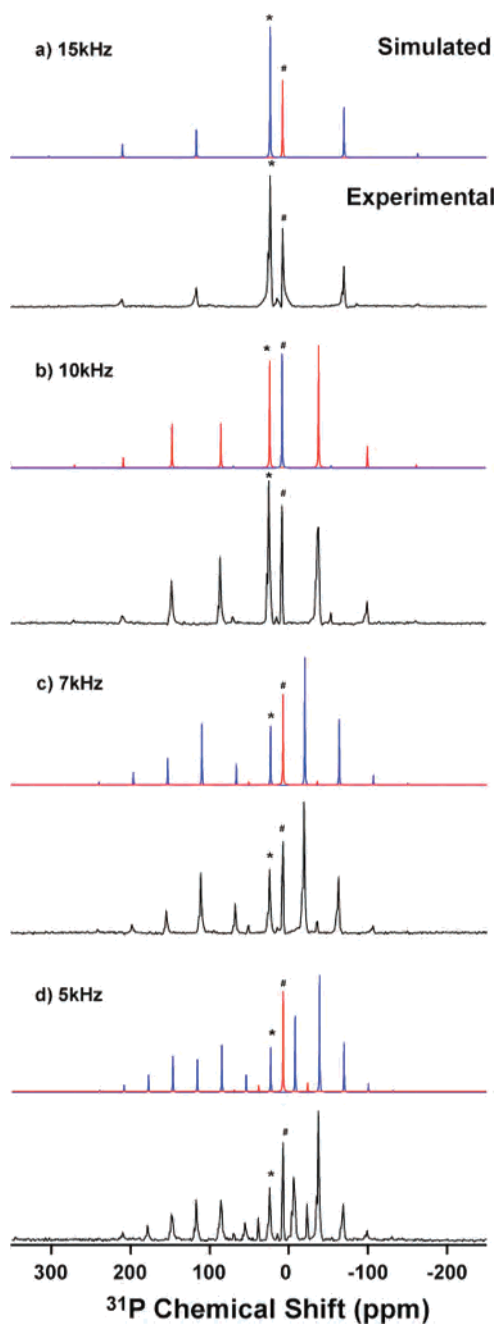 *
a) 15kHz Simulated
#
*
Experimental
#
b) 10kHz * #
*
#
c) 7kHz #
*
#
*
d) 5kHz #
*
#
*
300 200 100 0 -100 -200
³¹P Chemical Shift (ppm)